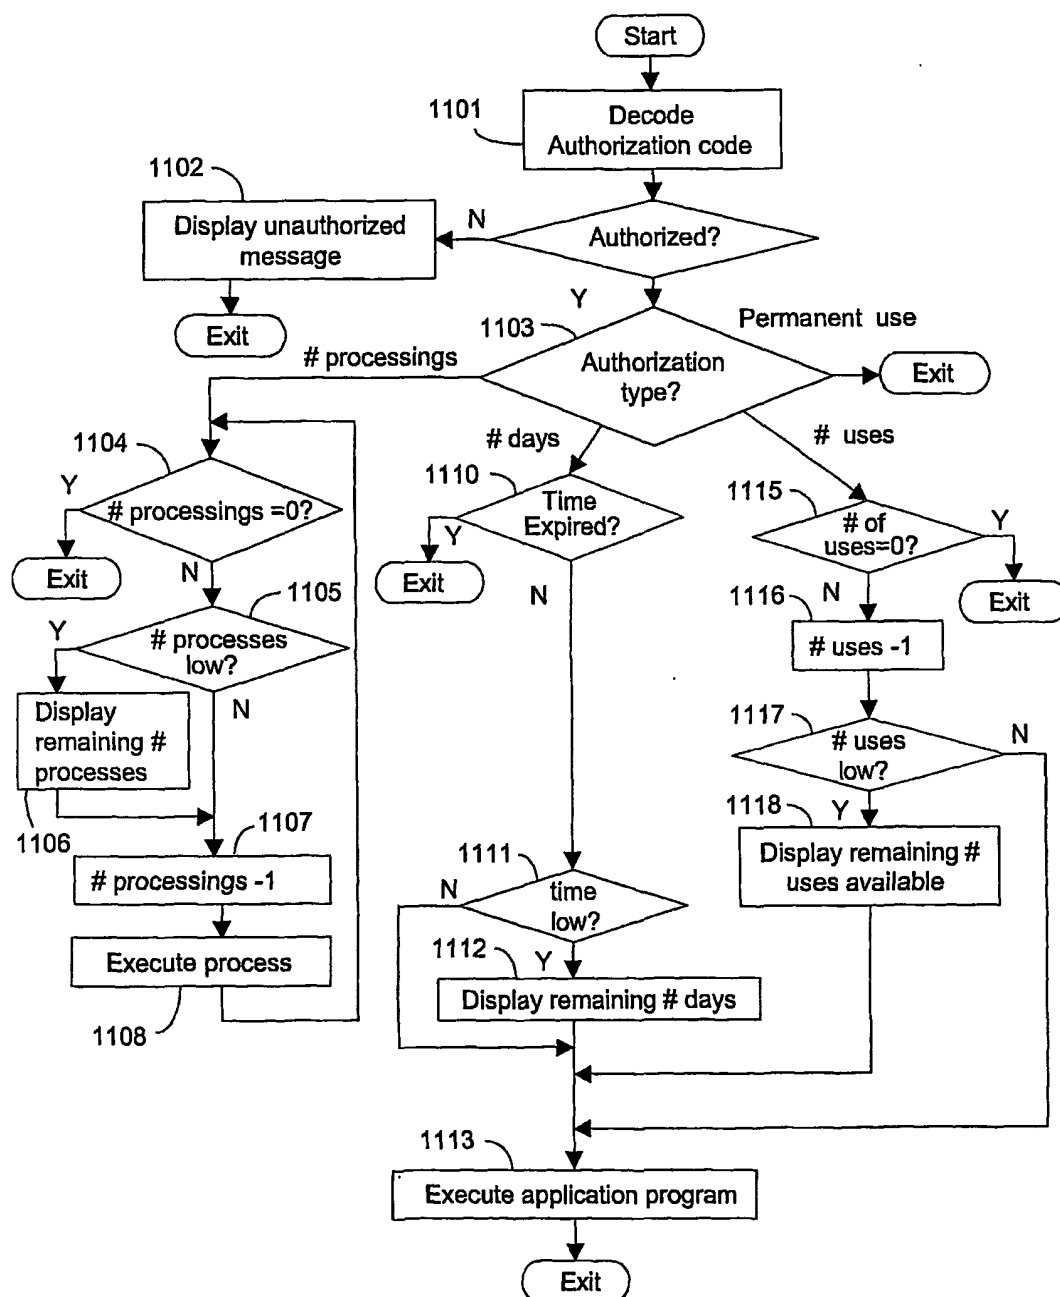 Start
1101
Decode
Authorization code
1102
Display unauthorized
message
N
Authorized?
Exit
Y
1103
Permanent use
# processings
Authorization
type?
Exit
# days
# uses
1104
Y
# processings =0?
Exit
N
1110
Time
Expired?
Y
Exit
N
1115
# of
uses=0?
Y
Exit
N
1116
# uses -1
1105
Y
# processes
low?
N
Display
remaining #
processes
1106
1107
# processings -1
Execute process
1108
1117
# uses
low?
N
Y
1118
Display remaining #
uses available
1111
N
time
low?
1112
Y
Display remaining # days
1113
Execute application program
Exit